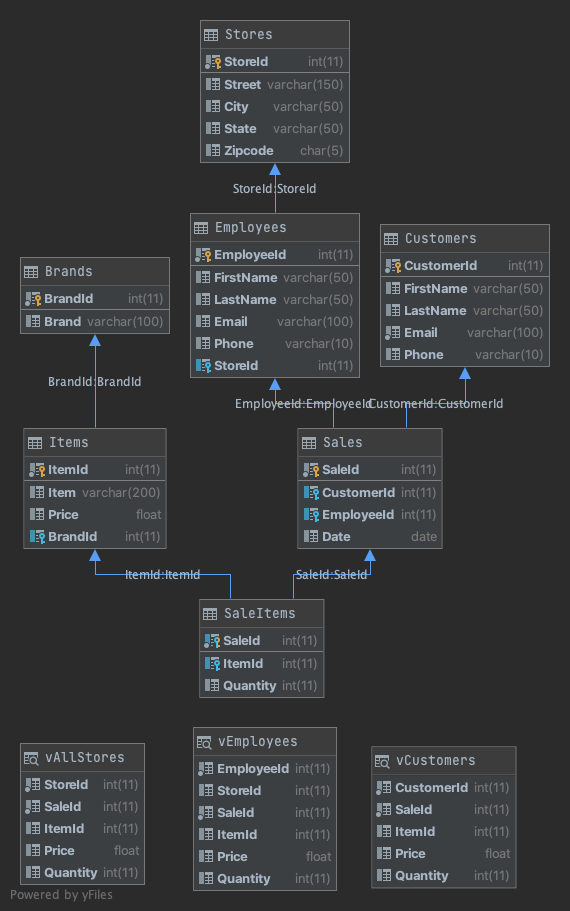 Stores
StoreId int(11)
Street varchar(150)
City varchar(50)
State varchar(50)
Zipcode char(5)
StoreId:StoreId
Employees
EmployeeId int(11)
FirstName varchar(50)
LastName varchar(50)
Email varchar(100)
Phone varchar(10)
StoreId int(11)
Customers
CustomerId int(11)
FirstName varchar(50)
LastName varchar(50)
Email varchar(100)
Phone varchar(10)
Brands
BrandId int(11)
Brand varchar(100)
BrandId:BrandId
EmployeeId:EmployeeId
CustomerId:CustomerId
Items
ItemId int(11)
Item varchar(200)
Price float
BrandId int(11)
Sales
SaleId int(11)
CustomerId int(11)
EmployeeId int(11)
Date date
ItemId:ItemId
SaleId:SaleId
SaleItems
SaleId int(11)
ItemId int(11)
Quantity int(11)
vAllStores
StoreId int(11)
SaleId int(11)
ItemId int(11)
Price float
Quantity int(11)
vEmployees
EmployeeId int(11)
StoreId int(11)
SaleId int(11)
ItemId int(11)
Price float
Quantity int(11)
vCustomers
CustomerId int(11)
SaleId int(11)
ItemId int(11)
Price float
Quantity int(11)
Powered by yFiles